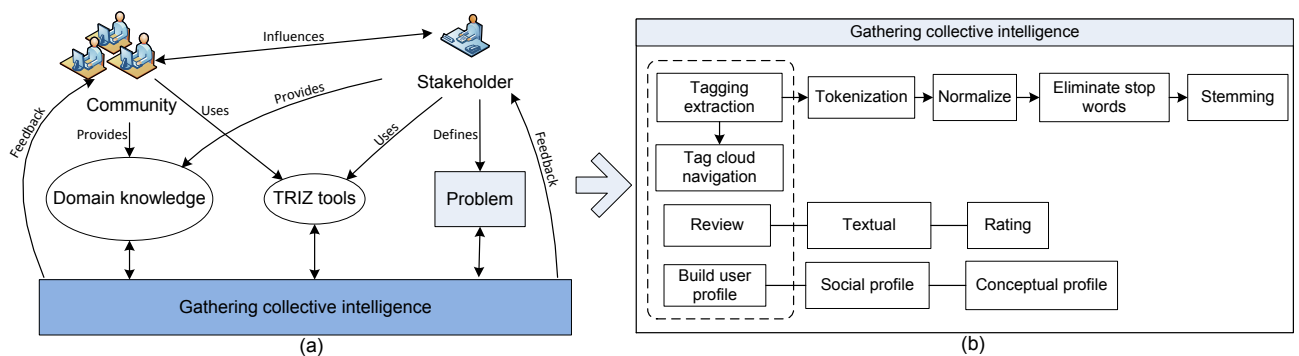 Influences
Community
Stakeholder
Provides
Uses
Provides
Uses
Defines
Feedback
Feedback
Domain knowledge
TRIZ tools
Problem
Gathering collective intelligence
(a)
Gathering collective intelligence
Tagging
extraction
Tokenization
Normalize
Eliminate stop
words
Stemming
Tag cloud
navigation
Review
Textual
Rating
Build user
profile
Social profile
Conceptual profile
(b)